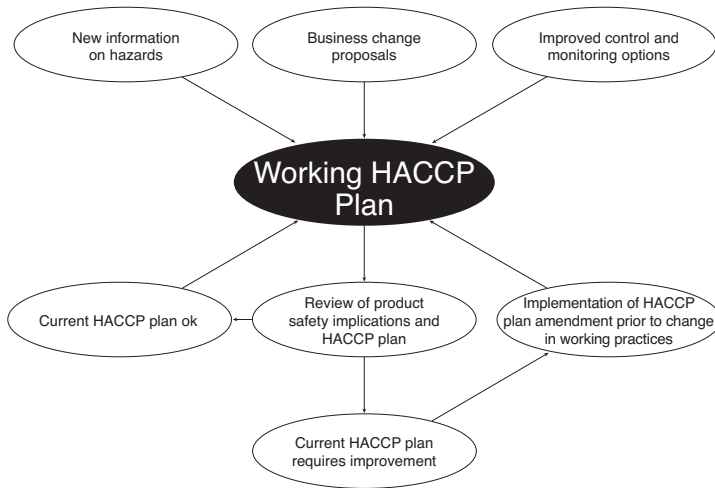 New information
on hazards
Business change
proposals
Improved control and
monitoring options
Working HACCP
Plan
Current HACCP plan ok
Review of product
safety implications and
HACCP plan
Implementation of HACCP
plan amendment prior to change
in working practices
Current HACCP plan
requires improvement